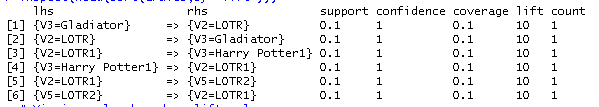 lhs rhs support confidence coverage lift count
[1] {V3=Gladiator} => {V2=LOTR} 0.1 1 0.1 10 1
[2] {V2=LOTR} => {V3=Gladiator} 0.1 1 0.1 10 1
[3] {V2=LOTR1} => {V3=Harry Potter1} 0.1 1 0.1 10 1
[4] {V3=Harry Potter1} => {V2=LOTR1} 0.1 1 0.1 10 1
[5] {V2=LOTR1} => {V5=LOTR2} 0.1 1 0.1 10 1
[6] {V5=LOTR2} => {V2=LOTR1} 0.1 1 0.1 10 1